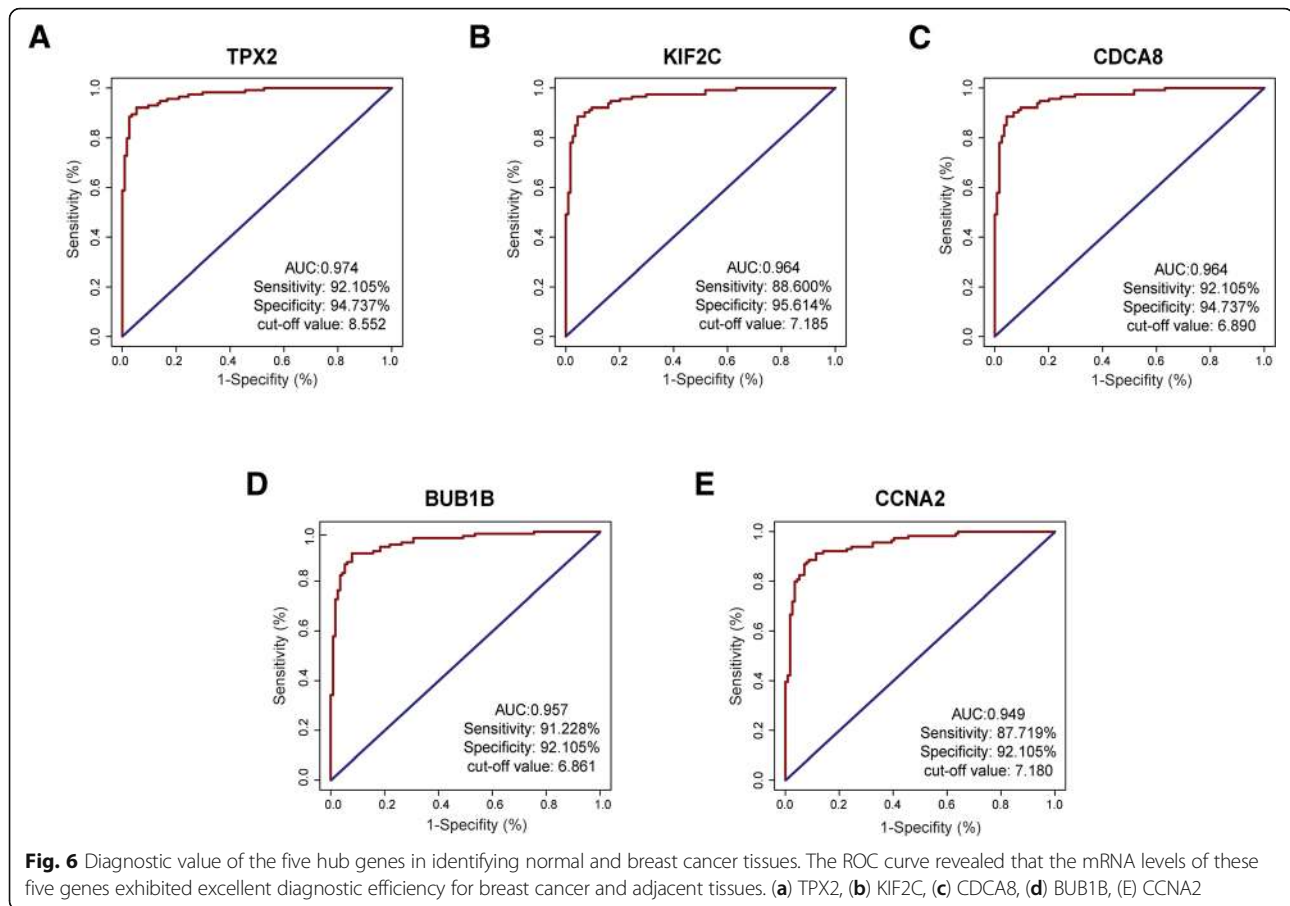 A
TPX2
Sensitivity (%)
1.0
0.8
0.6
0.4
0.2
0.0
AUC:0.974
Sensitivity: 92.105%
Specificity: 94.737%
cut-off value: 8.552
0.0 0.2 0.4 0.6 0.8 1.0
1-Specifity (%)
B
KIF2C
Sensitivity (%)
1.0
0.8
0.6
0.4
0.2
0.0
AUC:0.964
Sensitivity: 88.600%
Specificity: 95.614%
cut-off value: 7.185
0.0 0.2 0.4 0.6 0.8 1.0
1-Specifity (%)
C
CDCA8
Sensitivity (%)
1.0
0.8
0.6
0.4
0.2
0.0
AUC:0.964
Sensitivity: 92.105%
Specificity: 94.737%
cut-off value: 6.890
0.0 0.2 0.4 0.6 0.8 1.0
1-Specifity (%)
D
BUB1B
Sensitivity (%)
1.0
0.8
0.6
0.4
0.2
0.0
AUC:0.957
Sensitivity: 91.228%
Specificity: 92.105%
cut-off value: 6.861
0.0 0.2 0.4 0.6 0.8 1.0
1-Specifity (%)
E
CCNA2
Sensitivity (%)
1.0
0.8
0.6
0.4
0.2
0.0
AUC:0.949
Sensitivity: 87.719%
Specificity: 92.105%
cut-off value: 7.180
0.0 0.2 0.4 0.6 0.8 1.0
1-Specifity (%)
Fig. 6 Diagnostic value of the five hub genes in identifying normal and breast cancer tissues. The ROC curve revealed that the mRNA levels of these
five genes exhibited excellent diagnostic efficiency for breast cancer and adjacent tissues. (a) TPX2, (b) KIF2C, (c) CDCA8, (d) BUB1B, (E) CCNA2